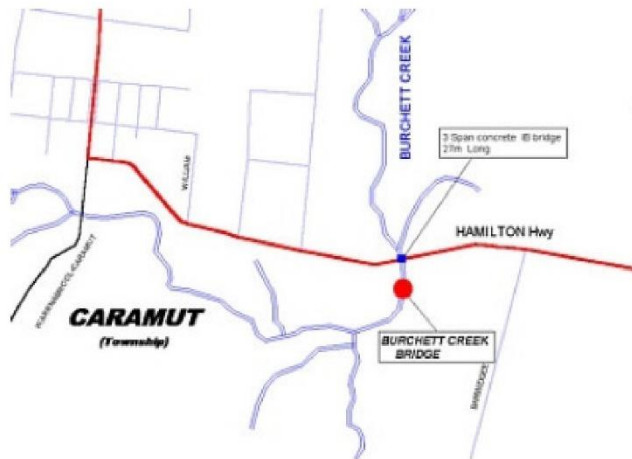 BURCHETT CREEK
3 Span concrete IB bridge
27m Long
WILLIAM
HAMILTON Hwy
CARAMUT
(Township)
BURCHETT CREEK
BRIDGE